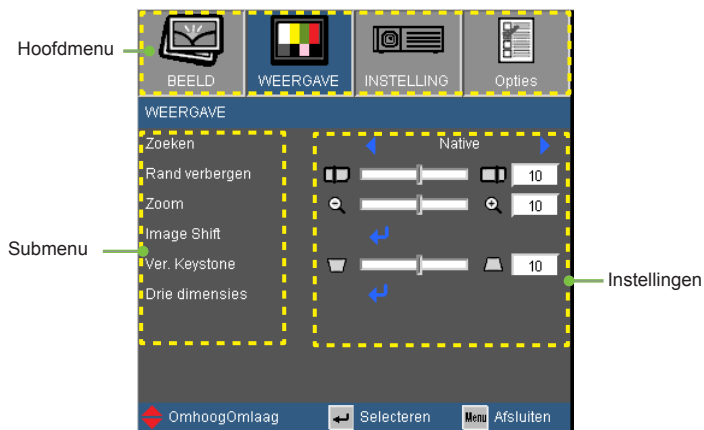 Hoofdmenu
BEELD WEERGAVE INSTELLING Opties
WEERGAVE
Zoeken Native
Rand verbergen 10
Zoom 10
Image Shift
Submenu
Ver. Keystone 10
Instellingen
Drie dimensies
OmhoogOmlaag Selecteren Menu Afsluiten